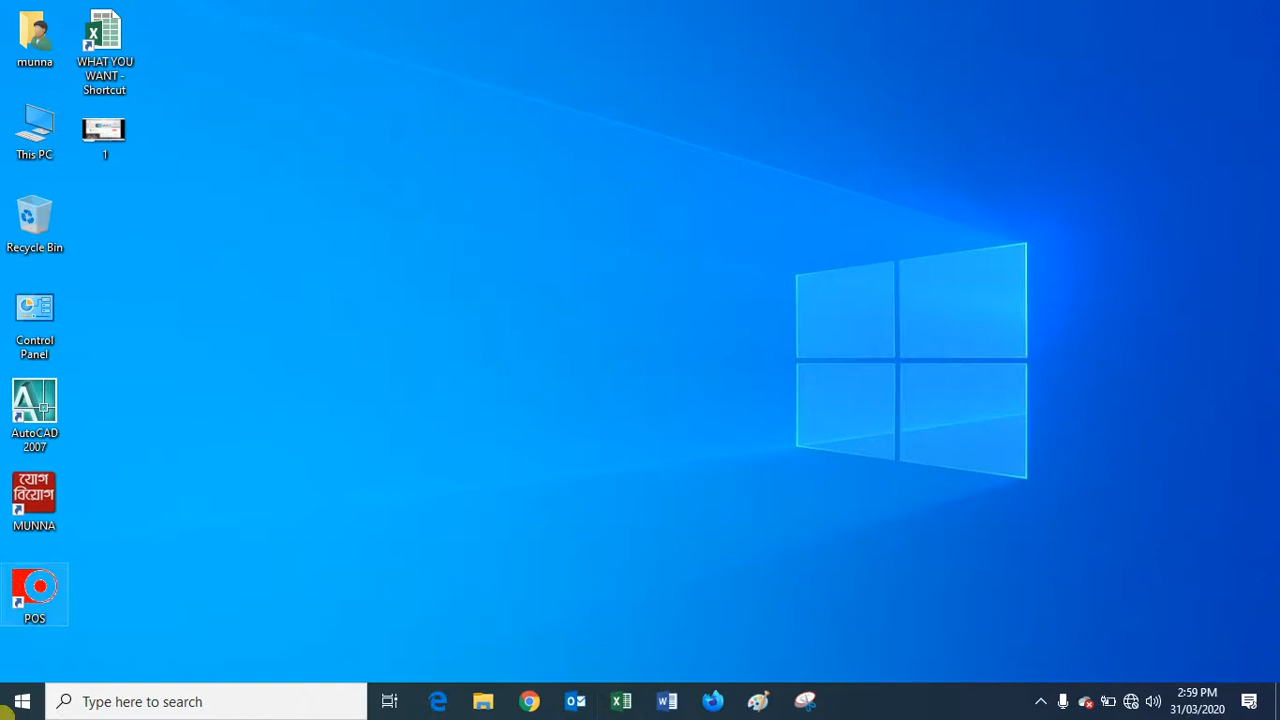 munna
WHAT YOU
WANT -
Shortcut
This PC
1
Recycle Bin
Control
Panel
AutoCAD
2007
যোগ
বিয়োগ
MUNNA
POS
Type here to search
2:59 PM
31/03/2020